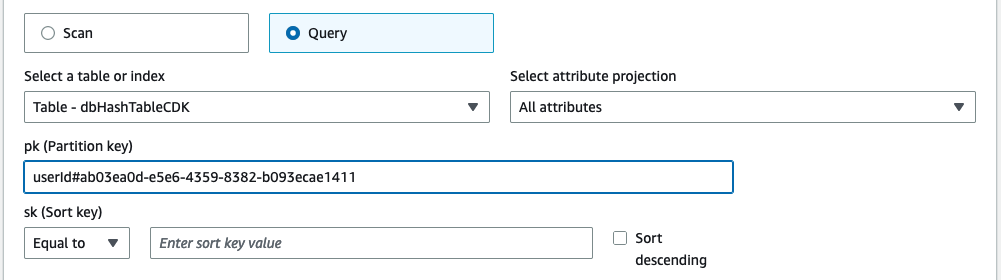 Scan
Query
Select a table or index
Select attribute projection
Table - dbHashTableCDK
All attributes
pk (Partition key)
userId#ab03ea0d-e5e6-4359-8382-b093ecae1411
sk (Sort key)
Equal to
Enter sort key value
Sort
descending